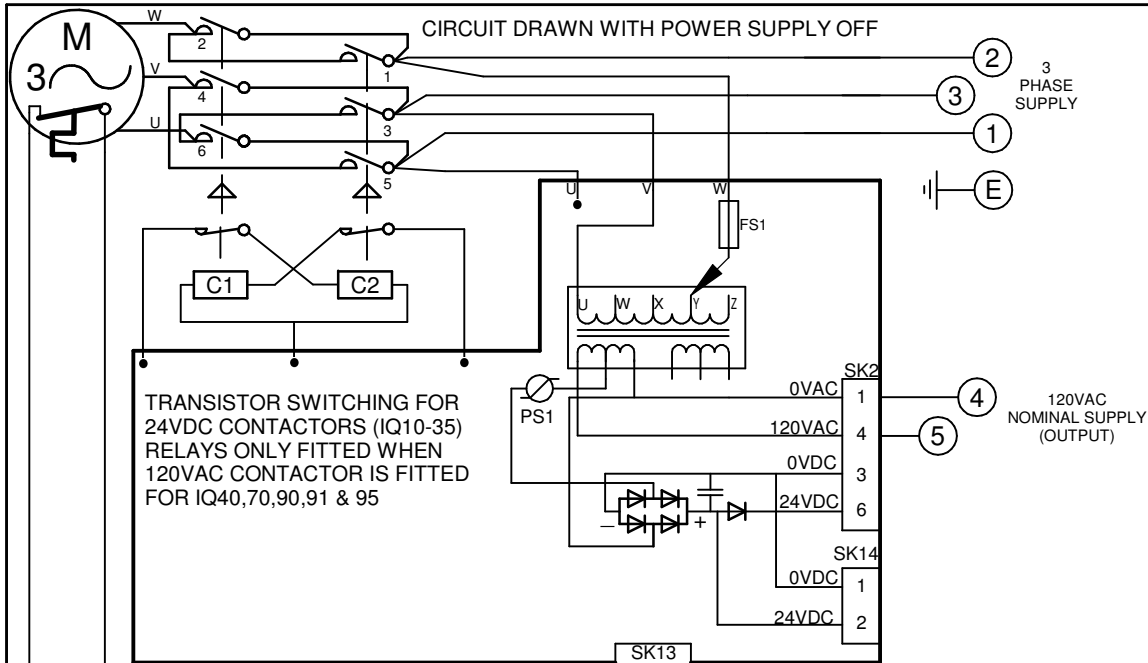 CIRCUIT DRAWN WITH POWER SUPPLY OFF
W
M
3
2
1
2
3
PHASE
SUPPLY
V
4
3
3
U
6
5
1
U
V
W
E
FS1
C1
C2
U
W
X
Y
Z
SK2
PS1
0VAC
1
4
120VAC
NOMINAL SUPPLY
(OUTPUT)
120VAC
4
5
TRANSISTOR SWITCHING FOR
24VDC CONTACTORS (IQ10-35)
RELAYS ONLY FITTED WHEN
120VAC CONTACTOR IS FITTED
FOR IQ40,70,90,91 & 95
0VDC
3
24VDC
6
–
+
SK14
0VDC
1
24VDC
2
SK13